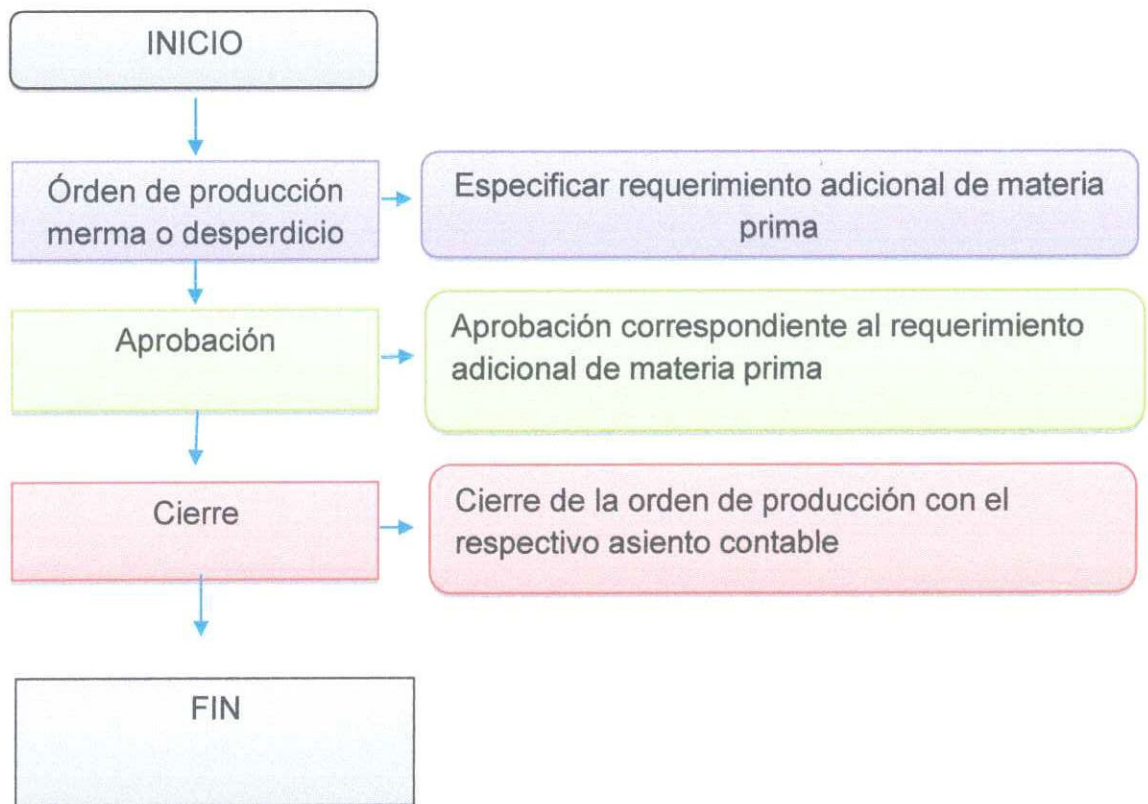 INICIO
Órden de producción
merma o desperdicio
Especificar requerimiento adicional de materia
prima
Aprobación
Aprobación correspondiente al requerimiento
adicional de materia prima
Cierre
Cierre de la orden de producción con el
respectivo asiento contable
FIN